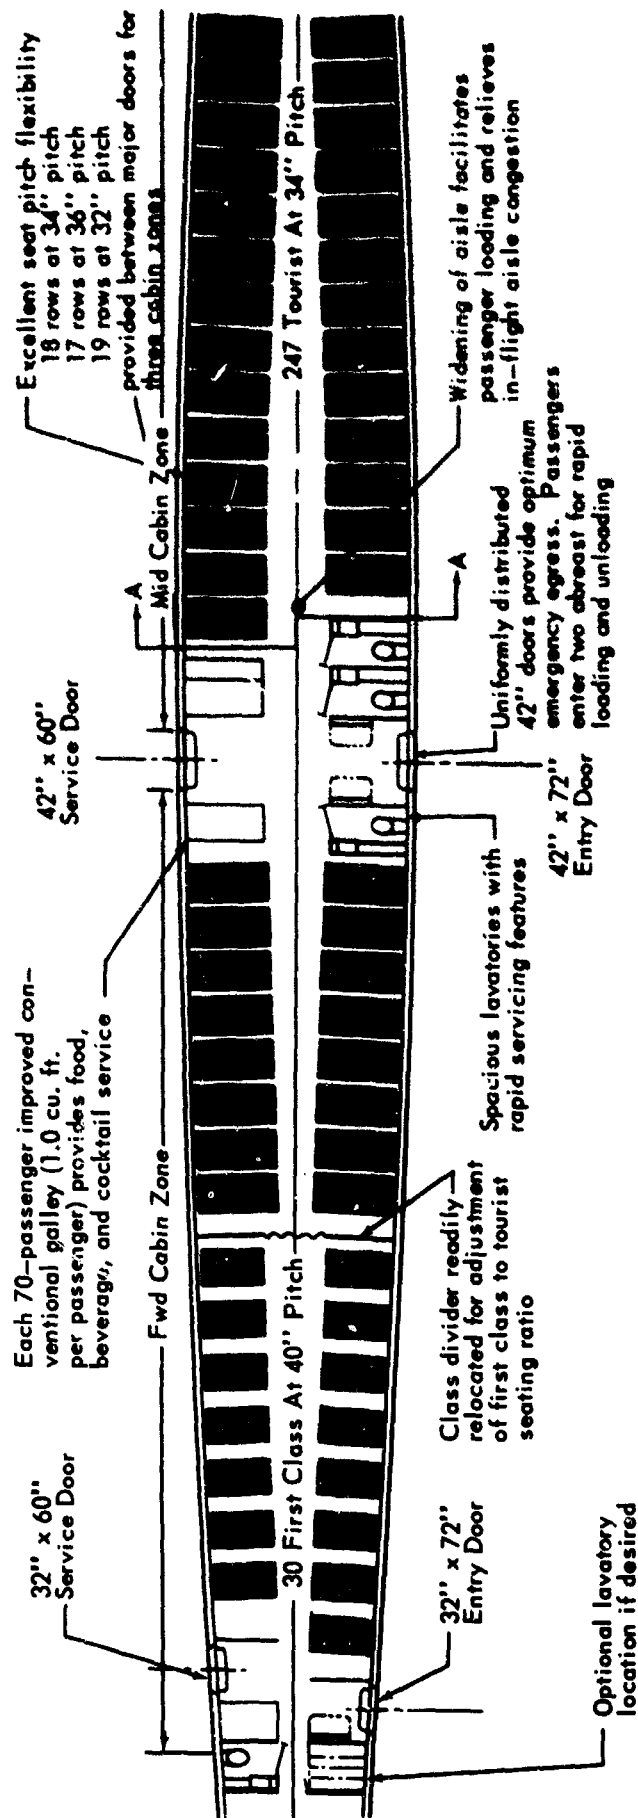 32" x 60"
Service Door
Each 70-passenger improved con-
ventional galley (1.0 cu. ft.
per passenger) provides food,
beverage, and cocktail service
42" x 60"
Service Door
Excellent seat pitch flexibility
18 rows at 34" pitch
17 rows at 36" pitch
19 rows at 32" pitch
provided between major doors for
three cabin zones
Fwd Cabin Zone
Mid Cabin Zone
A
30 First Class At 40" Pitch
247 Tourist At 34" Pitch
A
Optional lavatory
location if desired
32" x 72"
Entry Door
Class divider readily
relocated for adjustment
of first class to tourist
seating ratio
Spacious lavatories with
rapid servicing features
42" x 72"
Entry Door
Uniformly distributed
42" doors provide optimum
emergency egress. Passengers
enter two abreast for rapid
loading and unloading
Widening of aisle facilitates
passenger loading and relieves
in-flight aisle congestion